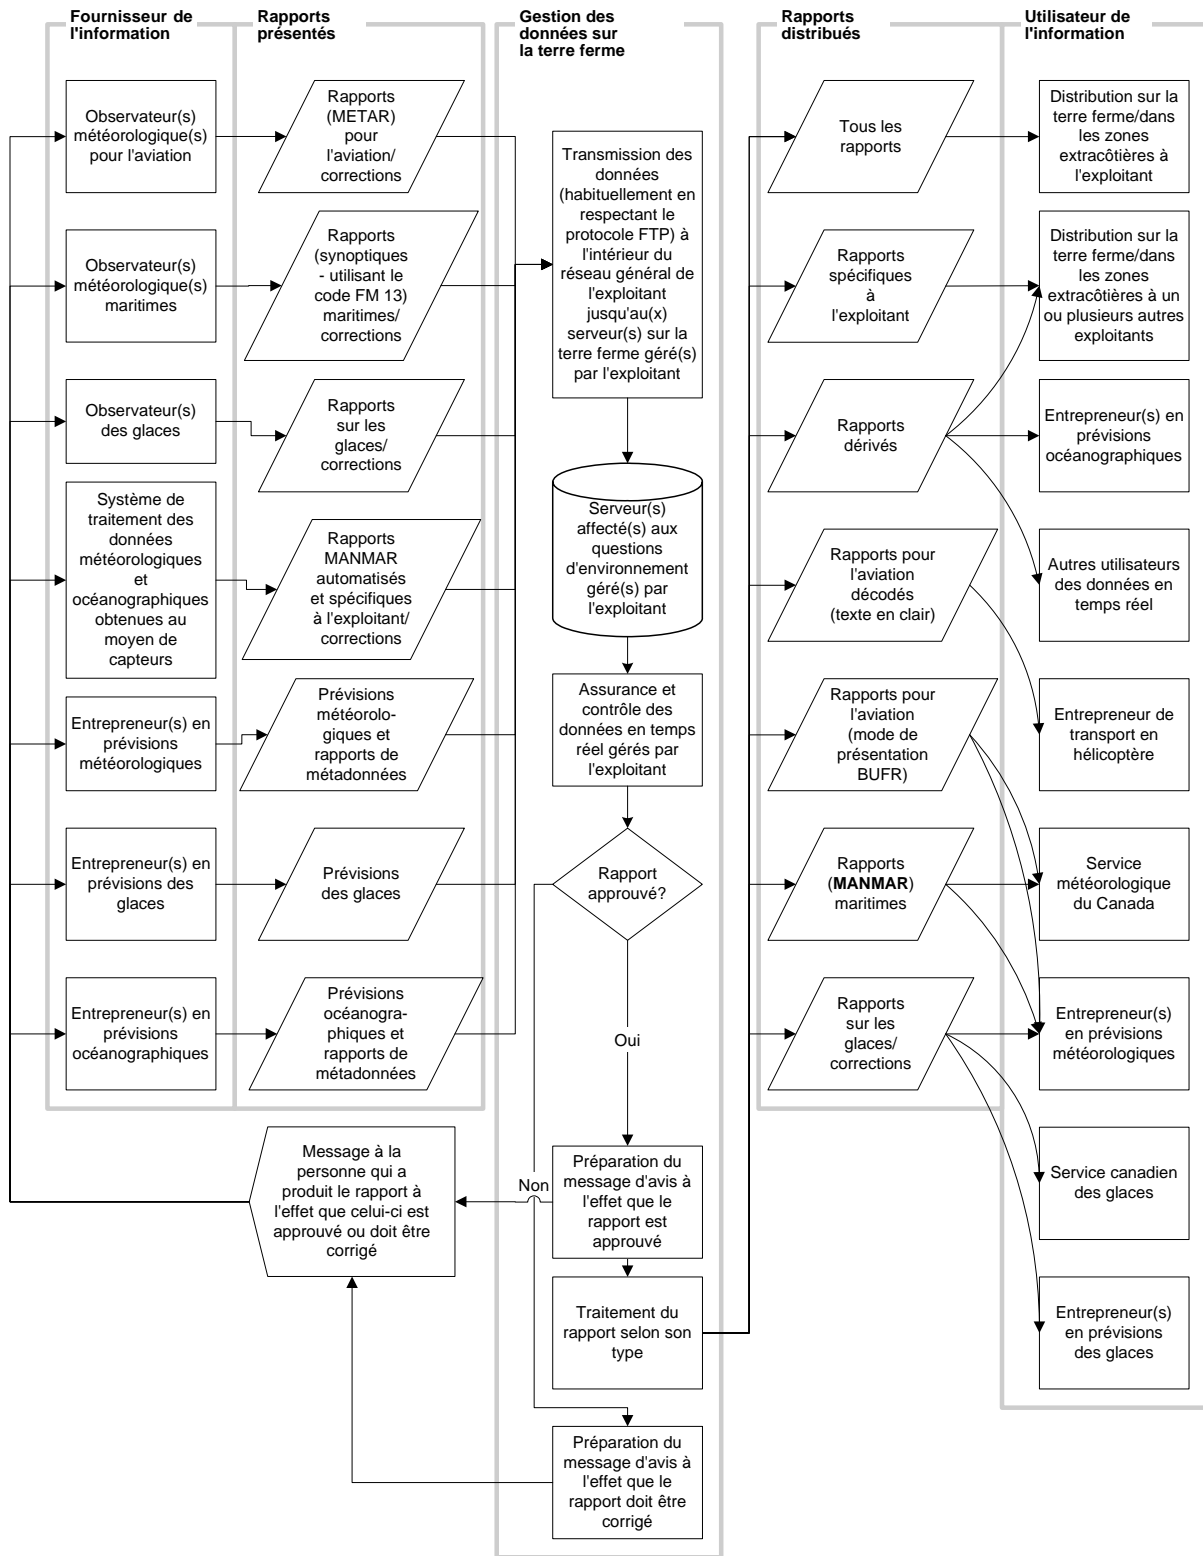 Fournisseur de
l'information
Rapports
présentés
Gestion des
données sur
la terre ferme
Rapports
distribués
Utilisateur de
l'information
Observateur(s)
météorologique(s)
pour l'aviation
Rapports
(METAR)
pour
l'aviation/
corrections
Observateur(s)
météorologique(s)
maritimes
Rapports
(synoptiques
- utilisant le
code FM 13)
maritimes/
corrections
Observateur(s)
des glaces
Rapports
sur les
glaces/
corrections
Système de
traitement des
données
météorologiques
et
océanographiques
obtenues au
moyen de
capteurs
Rapports
MANMAR
automatisés
et spécifiques
à l'exploitant/
corrections
Entrepreneur(s) en
prévisions
météorologiques
Prévisions
météorolo-
giques et
rapports de
métadonnées
Entrepreneur(s) en
prévisions des
glaces
Prévisions
des glaces
Entrepreneur(s) en
prévisions
océanographiques
Prévisions
océanogra-
phiques et
rapports de
métadonnées
Message à la
personne qui a
produit le rapport à
l'effet que celui-ci est
approuvé ou doit être
corrigé
Transmission des
données
(habituellement en
respectant le
protocole FTP) à
l'intérieur du
réseau général de
l'exploitant
jusqu'au(x)
serveur(s) sur la
terre ferme géré(s)
par l'exploitant
Serveur(s)
affecté(s) aux
questions
d'environnement
géré(s) par
l'exploitant
Assurance et
contrôle des
données en temps
réel gérés par
l'exploitant
Rapport
approuvé?
Oui
Non
Préparation du
message d'avis à
l'effet que le
rapport est
approuvé
Traitement du
rapport selon son
type
Préparation du
message d'avis à
l'effet que le
rapport doit être
corrigé
Tous les
rapports
Rapports
spécifiques
à
l'exploitant
Rapports
dérivés
Rapports pour
l'aviation
décodés
(texte en clair)
Rapports pour
l'aviation
(mode de
présentation
BUFR)
Rapports
(MANMAR)
maritimes
Rapports
sur les
glaces/
corrections
Distribution sur la
terre ferme/dans
les zones
extracôtières à
l'exploitant
Distribution sur la
terre ferme/dans
les zones
extracôtières à un
ou plusieurs autres
exploitants
Entrepreneur(s) en
prévisions
océanographiques
Autres utilisateurs
des données en
temps réel
Entrepreneur de
transport en
hélicoptère
Service
météorologique
du Canada
Entrepreneur(s)
en prévisions
météorologiques
Service canadien
des glaces
Entrepreneur(s)
en prévisions
des glaces